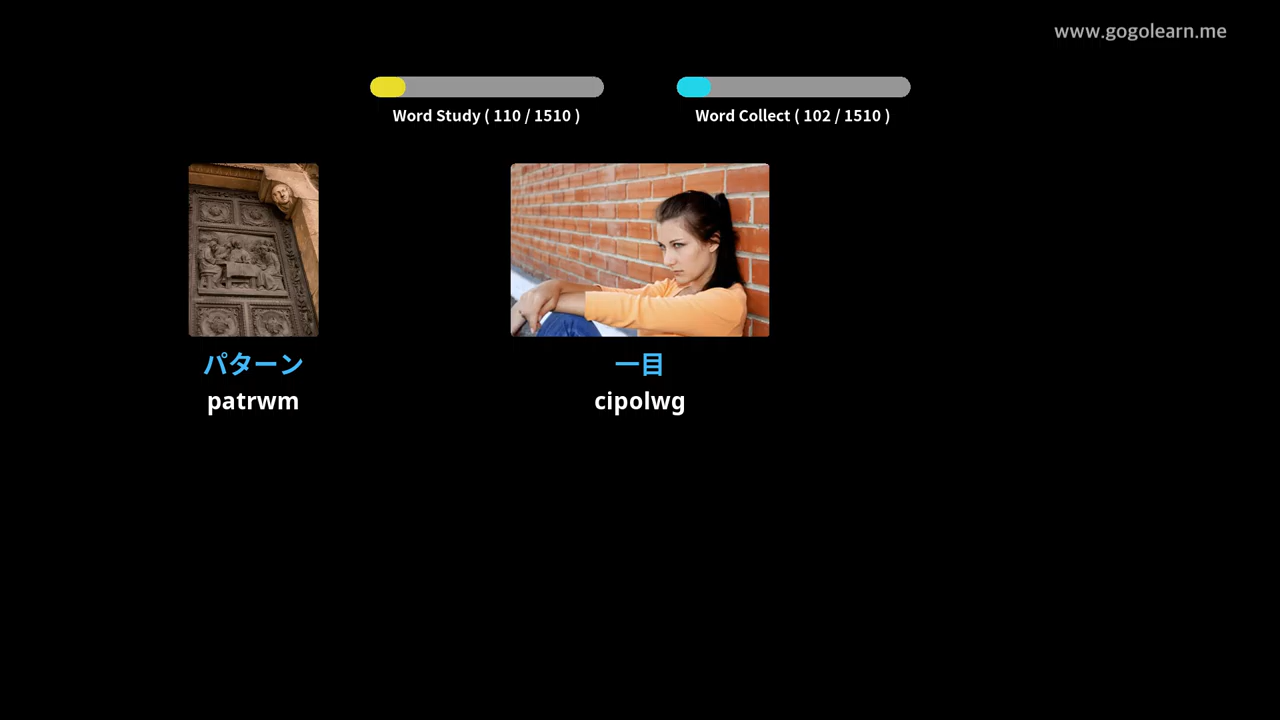 www.gogolearn.me
Word Study ( 110 / 1510 )
Word Collect ( 102 / 1510 )
パターン
patrwm
一目
cipolwg